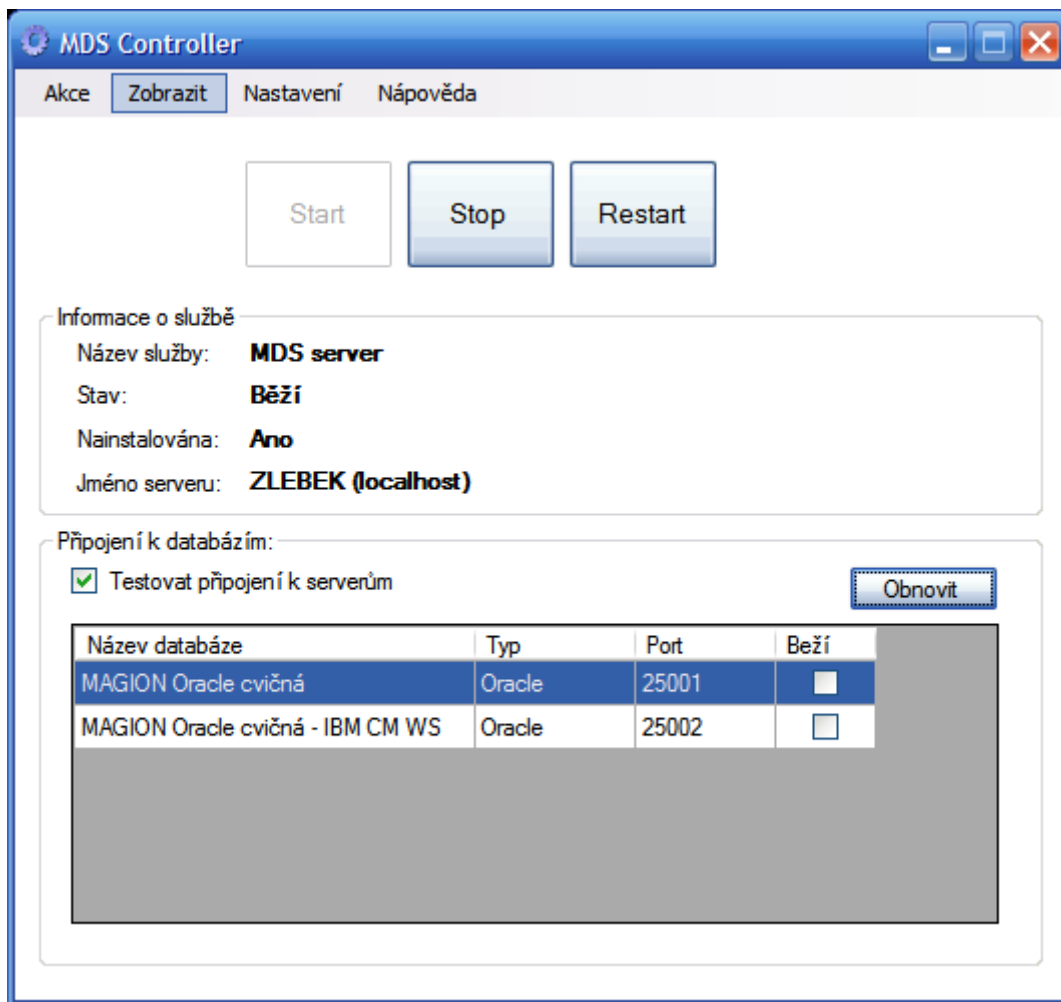 MDS Controller
Akce Zobrazit Nastavení Nápověda
Start Stop Restart
Informace o službě
Název služby: MDS server
Stav: Běží
Nainstalována: Ano
Jméno serveru: ZLEBEK (localhost)
Připojení k databázím:
Testovat připojení k serverům
Obnovit
Název databáze Typ Port Beží
MAGION Oracle cvičná Oracle 25001
MAGION Oracle cvičná - IBM CM WS Oracle 25002